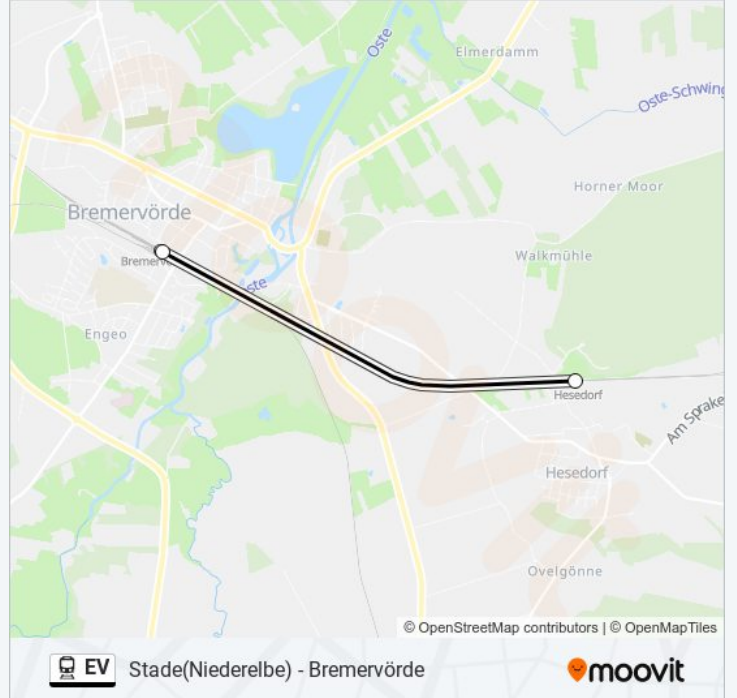 Oste
Elmerdamm
Oste-Schwing
Horner Moor
Bremervörde
Walkmühle
Bremervö
Oste
Engeo
Hesedorf
Am Sprake
Hesedorf
Ovelgönne
© OpenStreetMap contributors | © OpenMapTiles
EV Stade(Niederelbe) - Bremervörde
moovit